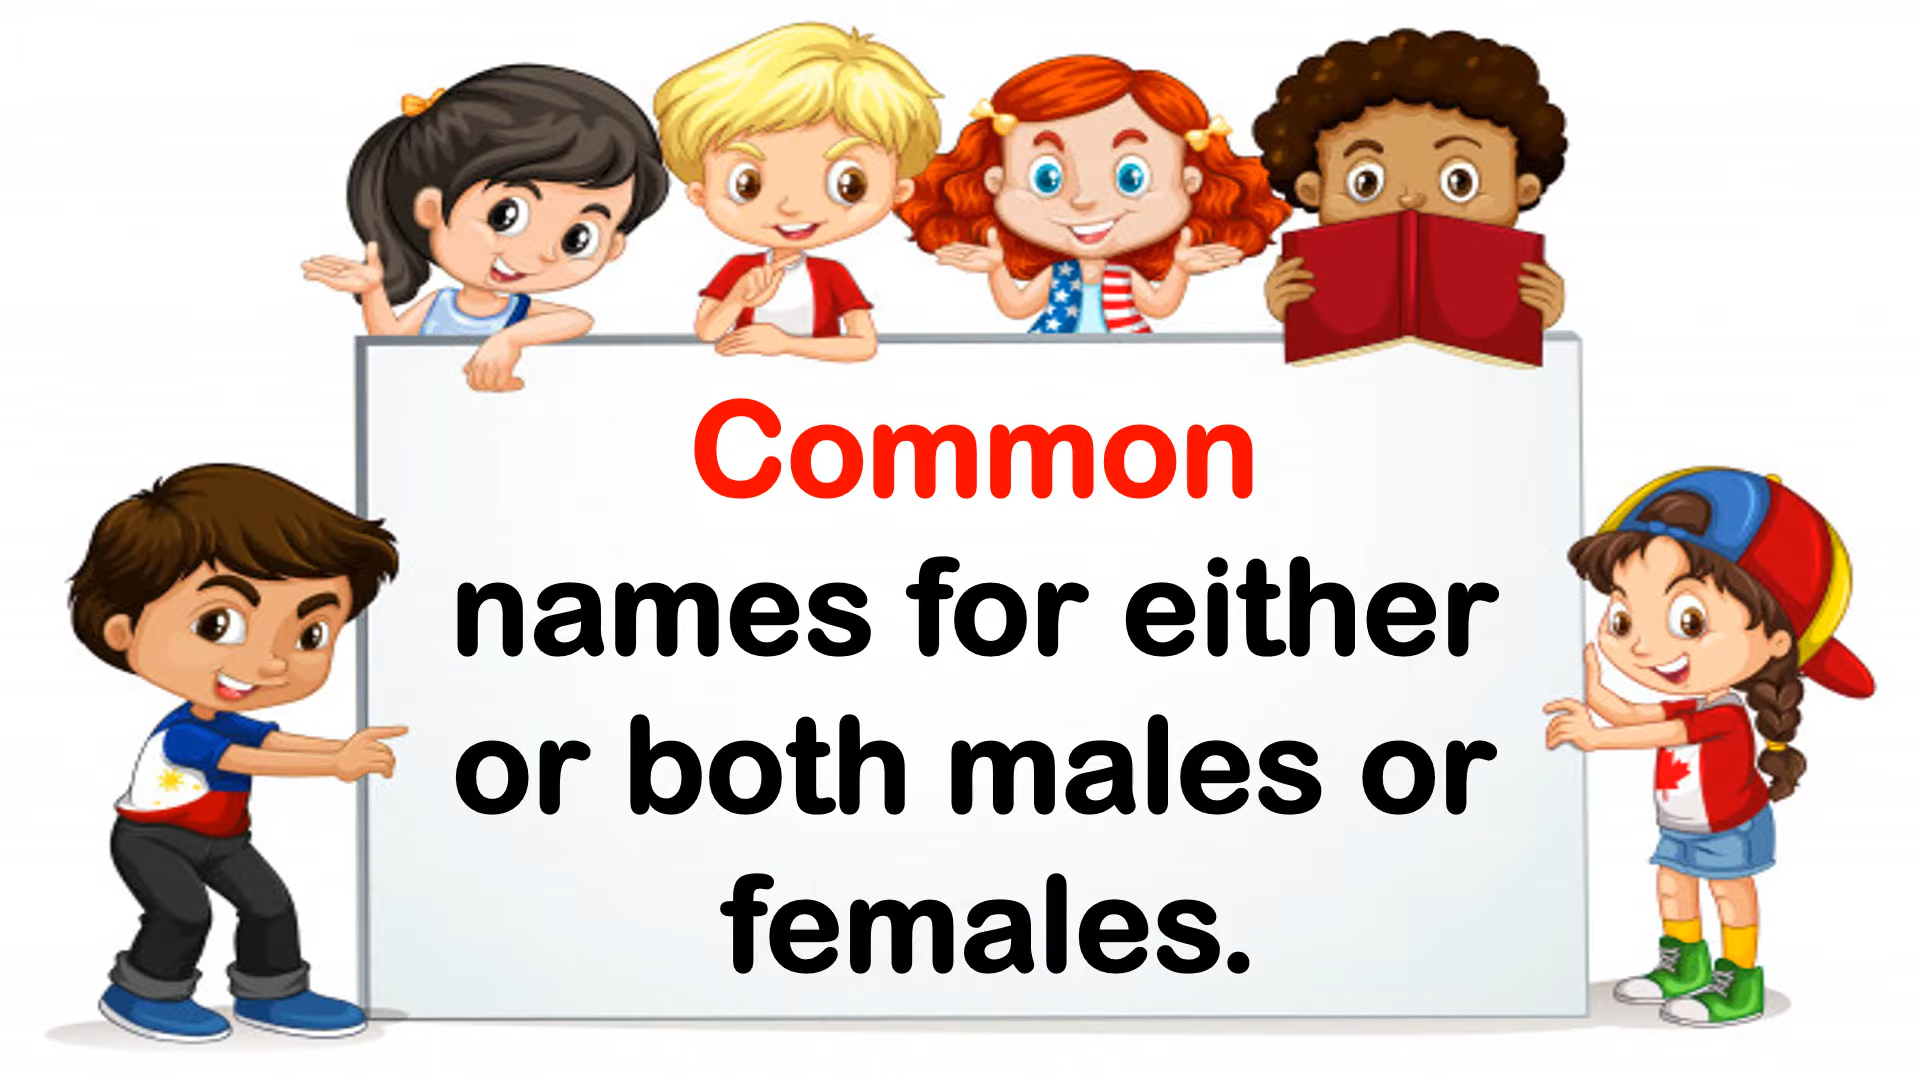 Common
names for either
or both males or
females.